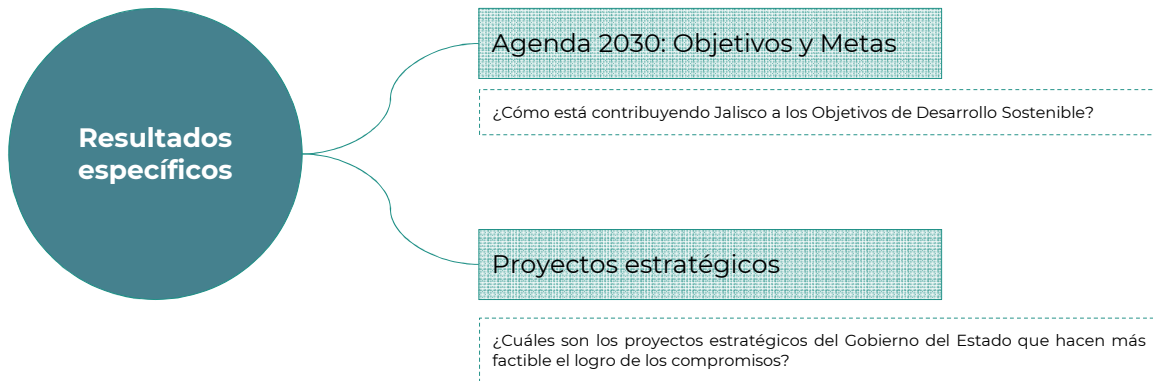 Resultados
específicos
Agenda 2030: Objetivos y Metas
¿Cómo está contribuyendo Jalisco a los Objetivos de Desarrollo Sostenible?
Proyectos estratégicos
¿Cuáles son los proyectos estratégicos del Gobierno del Estado que hacen más
factible el logro de los compromisos?